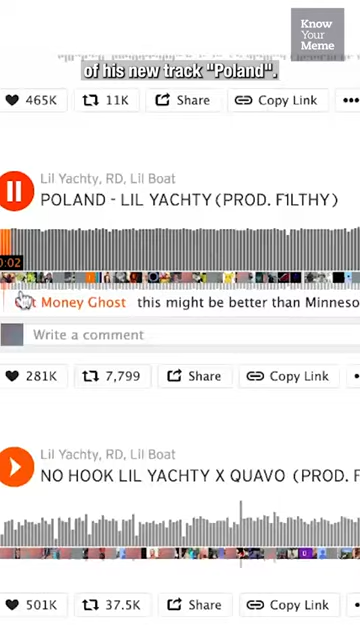 Know
Your
Meme
of his new track "Poland".
465K 11K Share Copy Link
Lil Yachty, RD, Lil Boat
POLAND - LIL YACHTY (PROD. F1LTHY)
0:02
Money Ghost this might be better than Minneso
Write a comment
281K 7,799 Share Copy Link
Lil Yachty, RD, Lil Boat
NO HOOK LIL YACHTY X QUAVO (PROD. F
501K 37.5K Share Copy Link